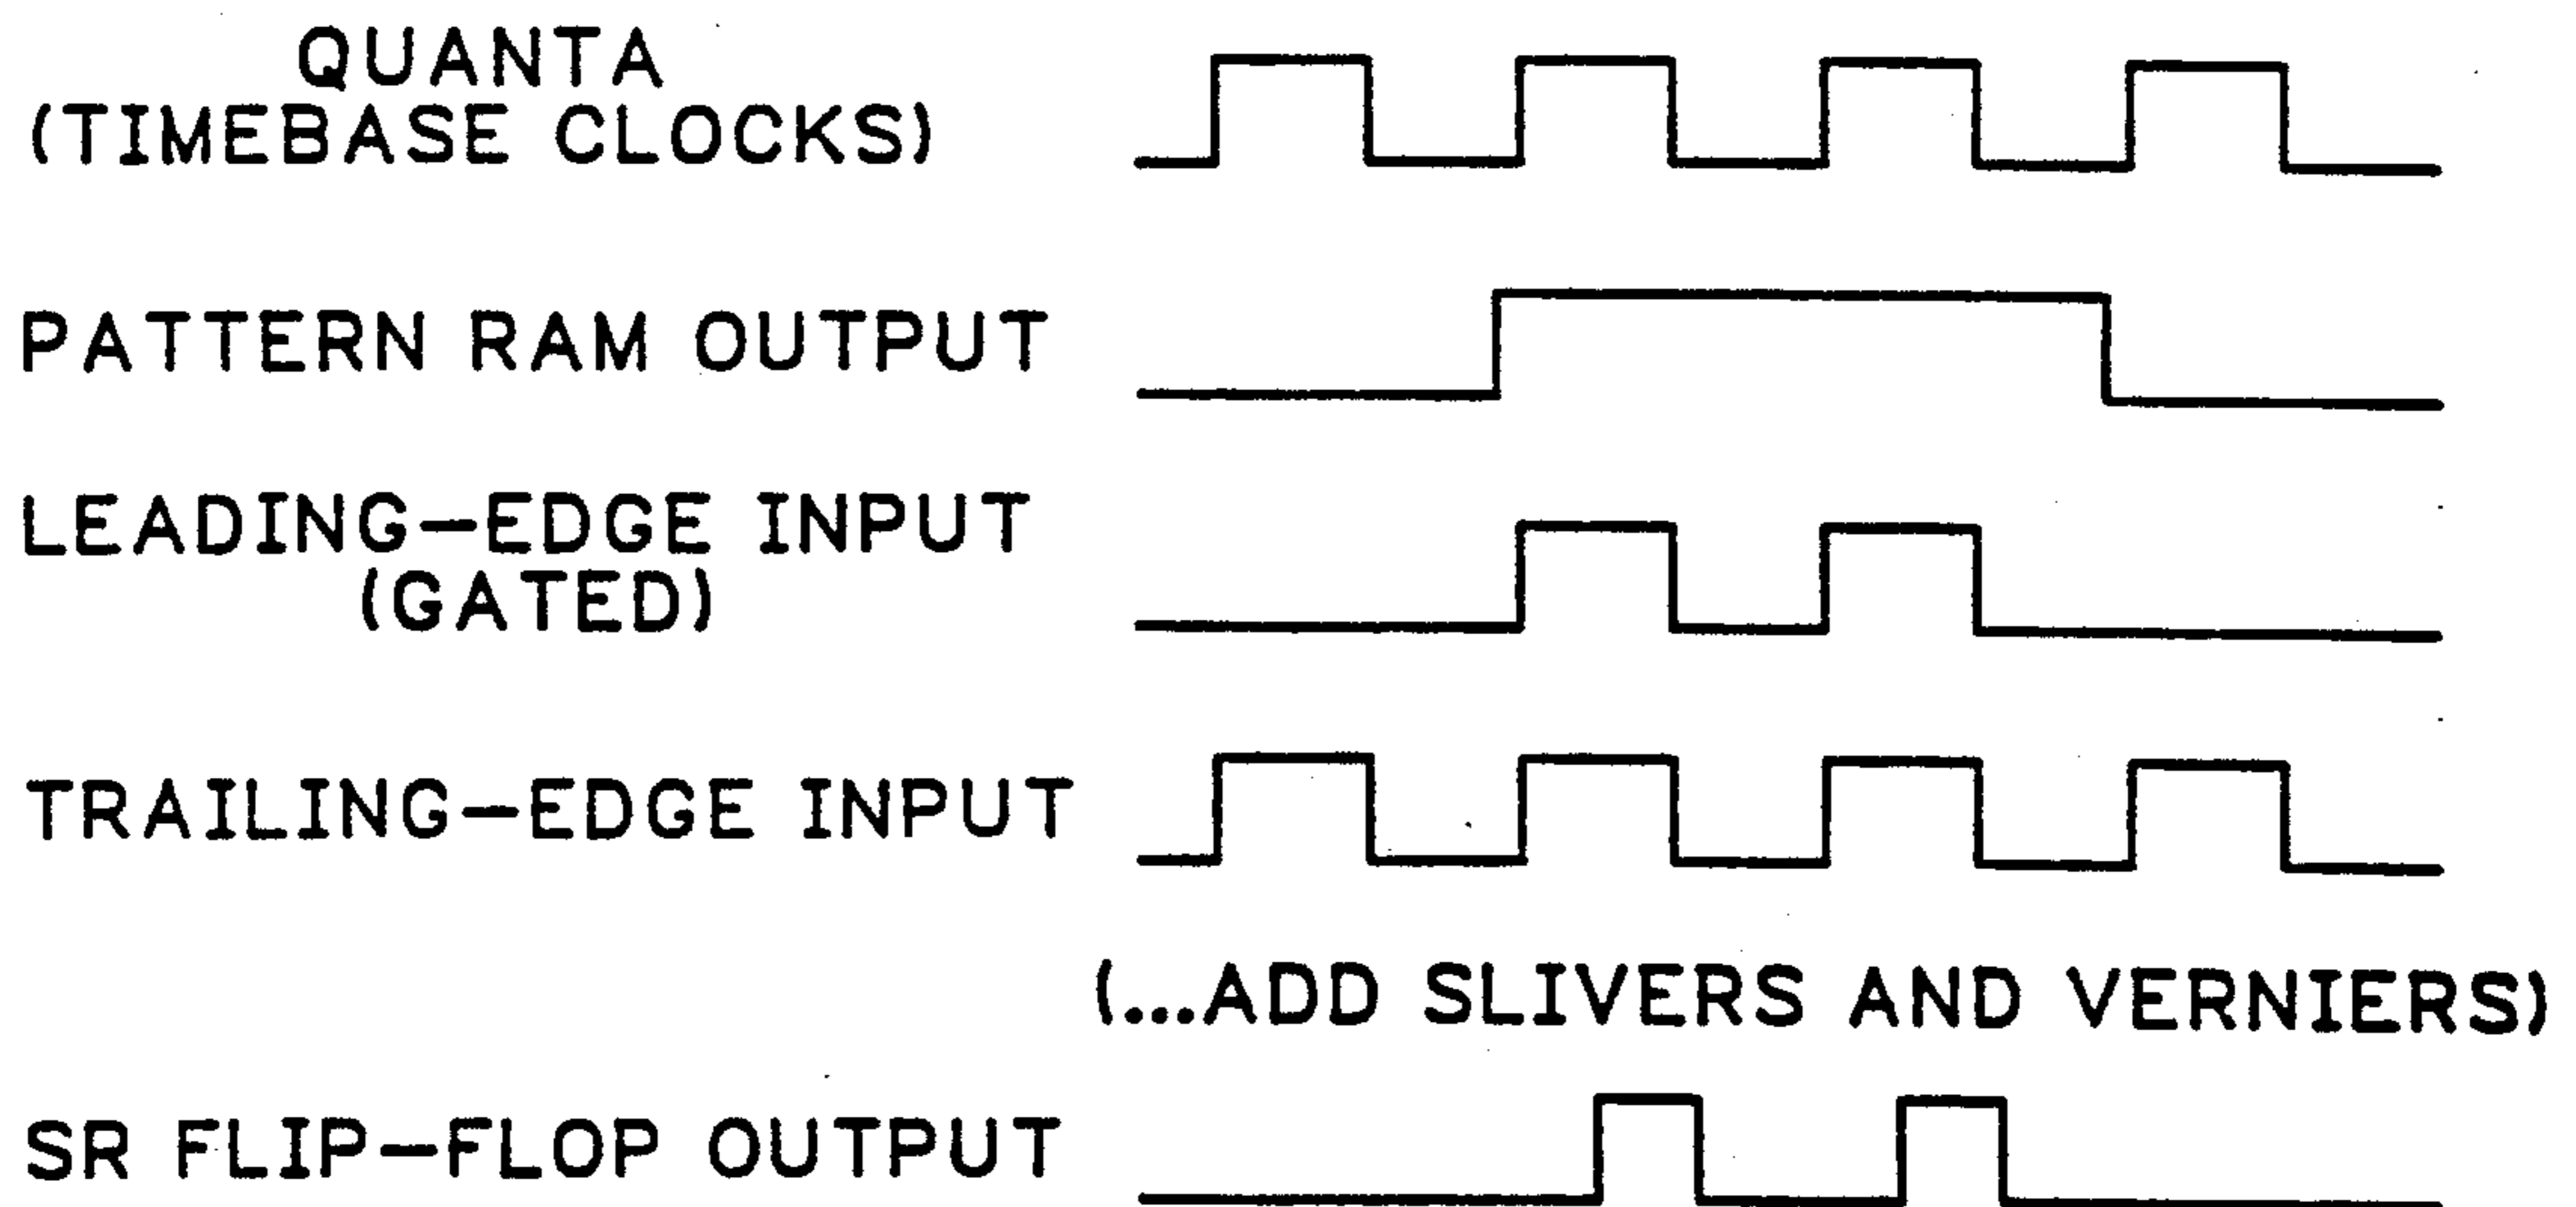 QUANTA
(TIMEBASE CLOCKS)
PATTERN RAM OUTPUT
LEADING-EDGE INPUT
(GATED)
TRAILING-EDGE INPUT
(...ADD SLIVERS AND VERNIERS)
SR FLIP-FLOP OUTPUT